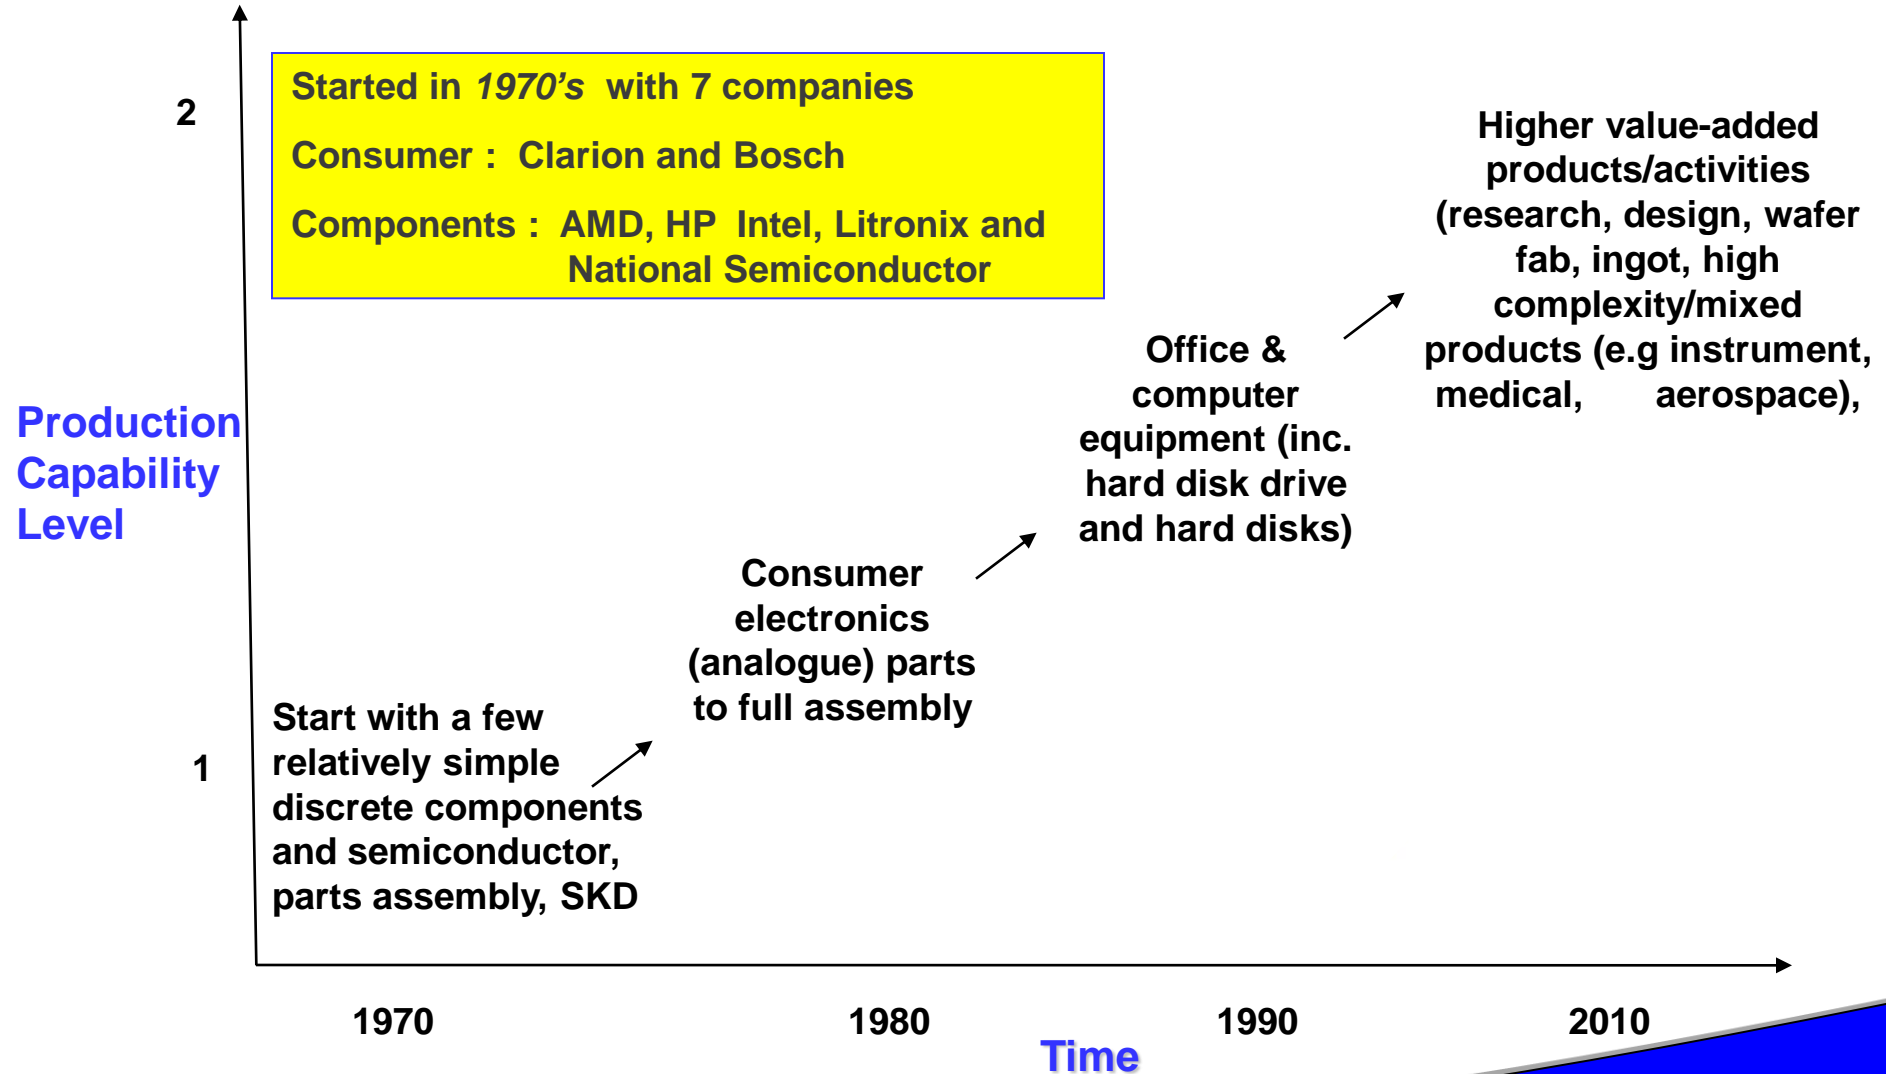 2
Started in 1970’s with 7 companies
Consumer : Clarion and Bosch
Components : AMD, HP Intel, Litronix and
National Semiconductor
Higher value-added
products/activities
(research, design, wafer
fab, ingot, high
complexity/mixed
products (e.g instrument,
medical, aerospace),
Office &
computer
equipment (inc.
hard disk drive
and hard disks)
Production
Capability
Level
Consumer
electronics
(analogue) parts
to full assembly
1
Start with a few
relatively simple
discrete components
and semiconductor,
parts assembly, SKD
1970 1980 1990 2010
Time